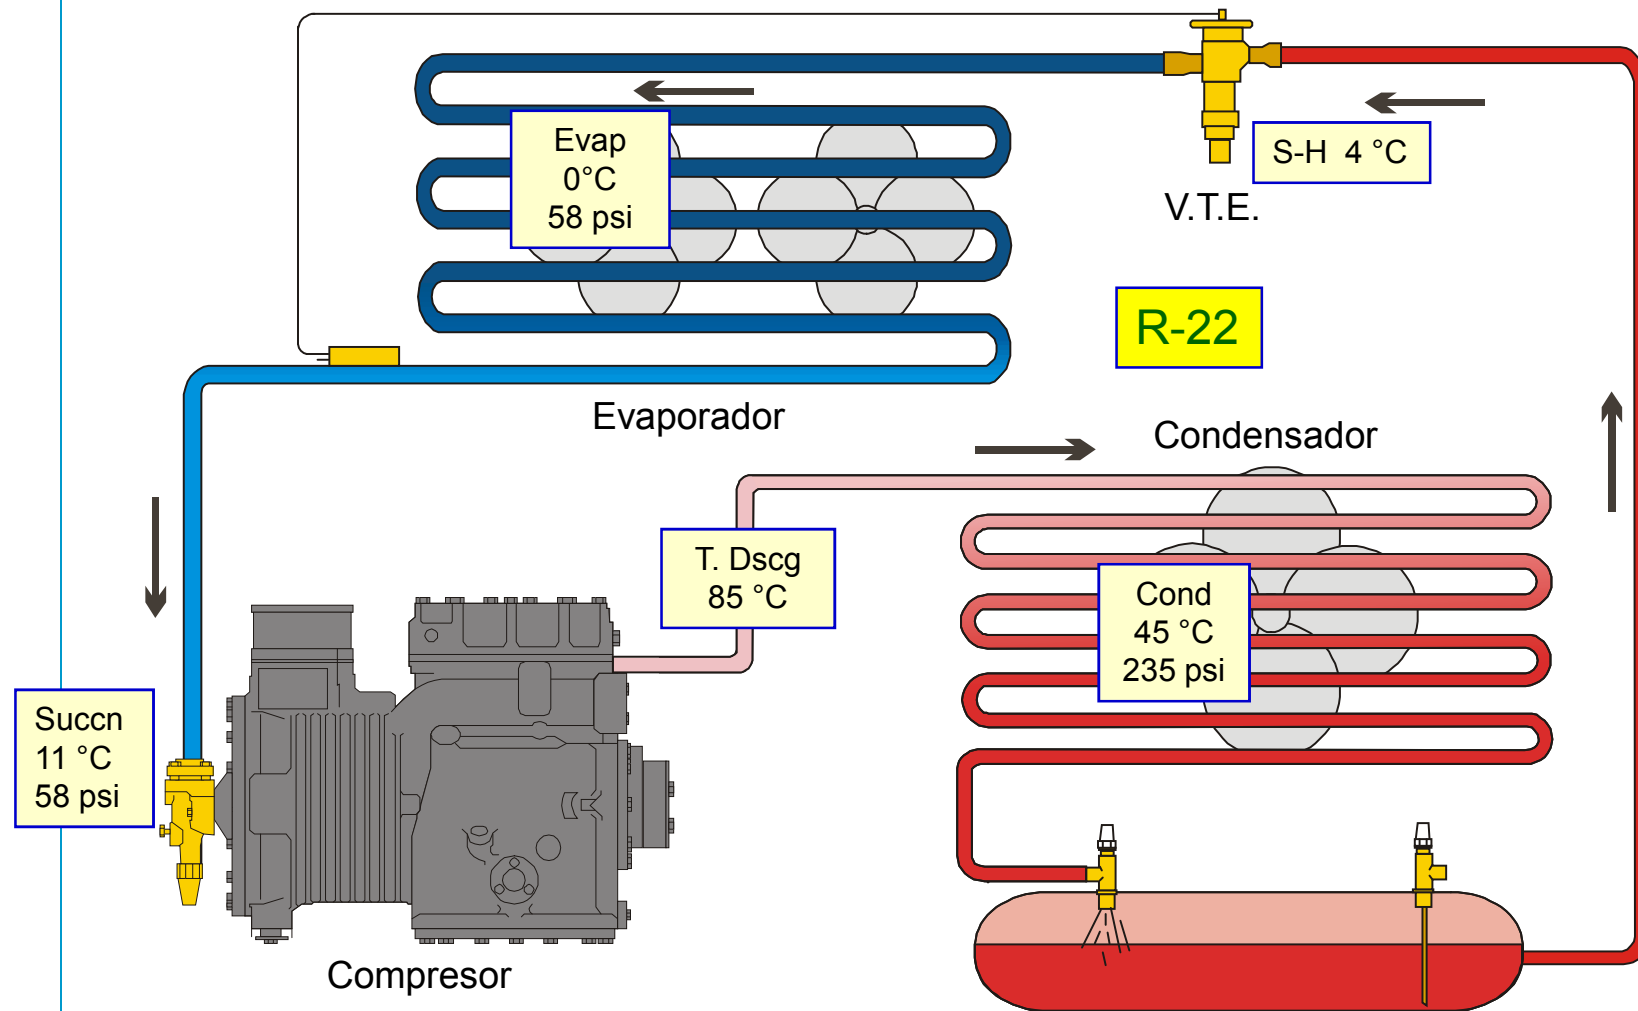 Evap
0°C
58 psi
S-H  4 °C
V.T.E.
R-22
Evaporador
Condensador
T. Dscg
85 °C
Cond
45 °C
235 psi
Succn
11 °C
58 psi
Compresor